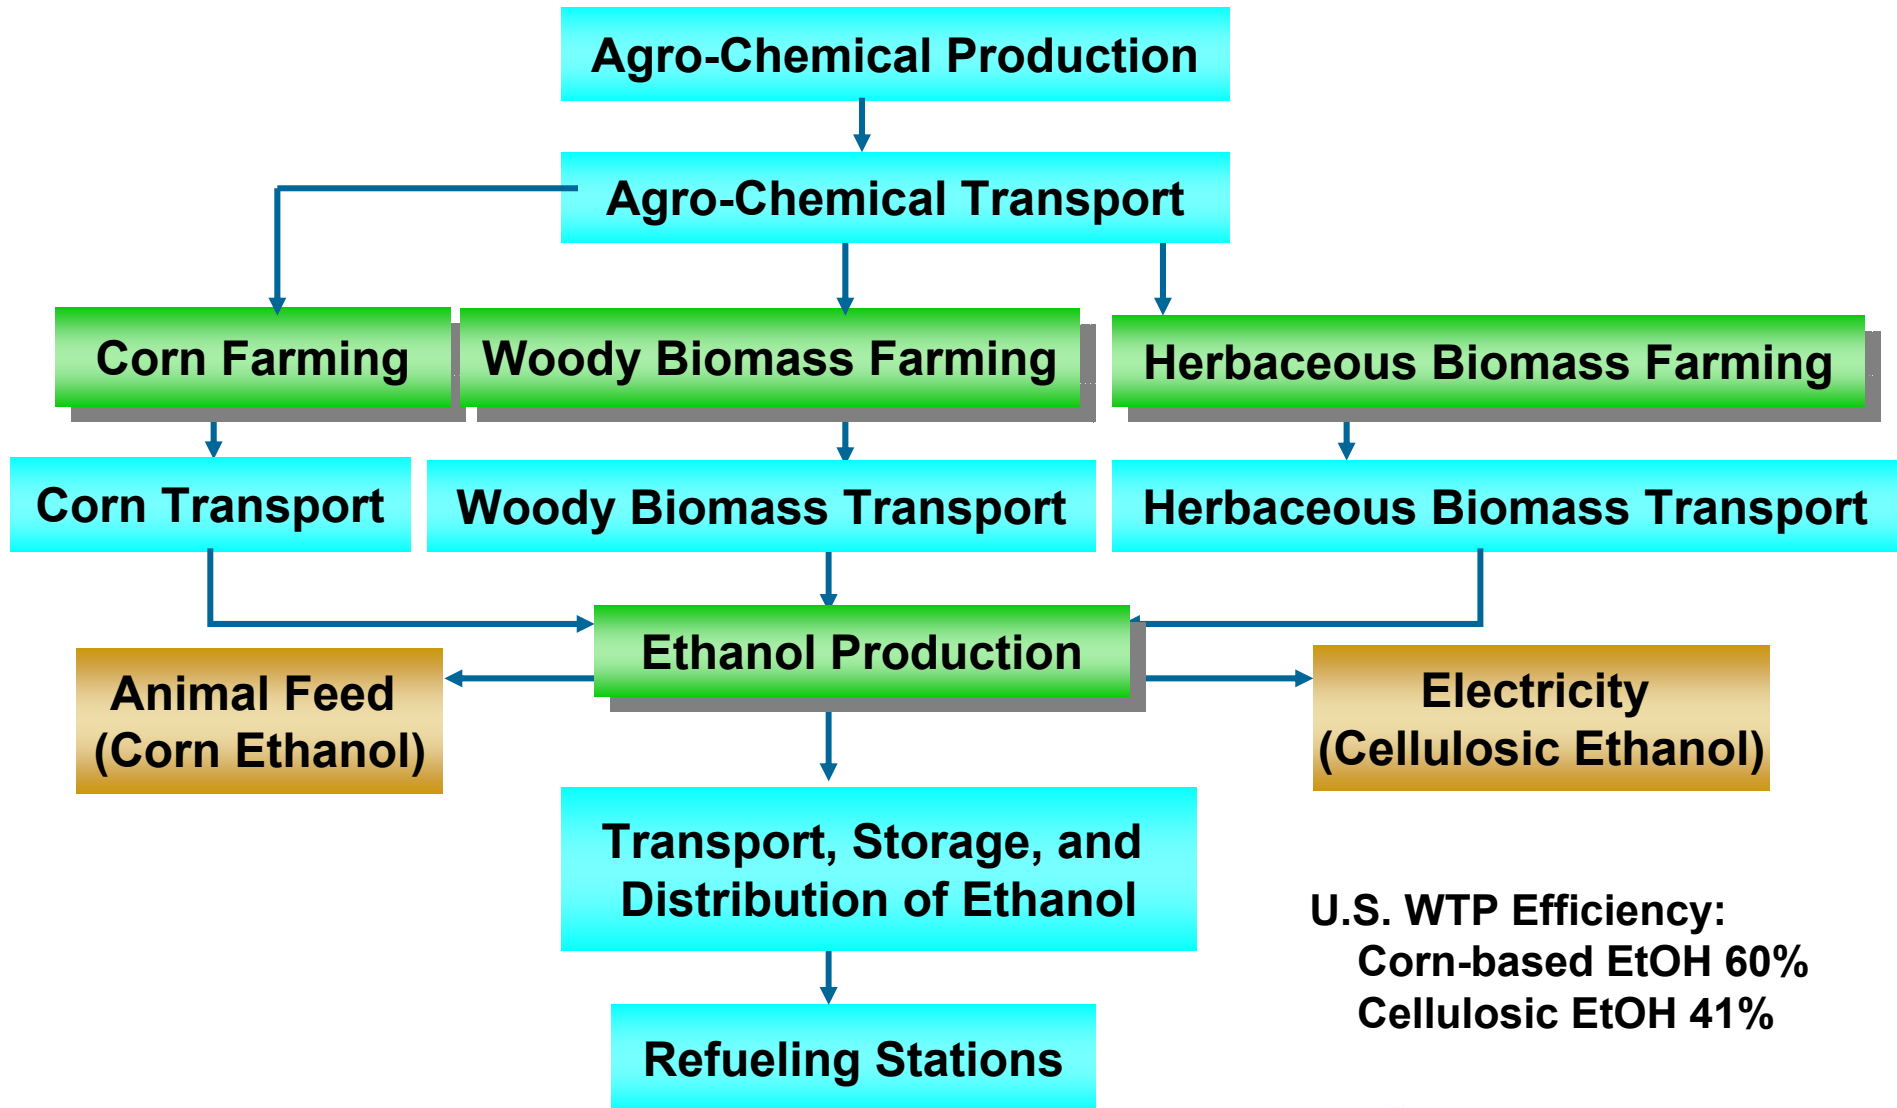 Agro-Chemical Production
Agro-Chemical Transport
Corn Farming
Woody Biomass Farming
Herbaceous Biomass Farming
Corn Transport
Woody Biomass Transport
Herbaceous Biomass Transport
Ethanol Production
Animal Feed
(Corn Ethanol)
Electricity
(Cellulosic Ethanol)
Transport, Storage, and
Distribution of Ethanol
Refueling Stations
U.S. WTP Efficiency:
Corn-based EtOH 60%
Cellulosic EtOH 41%